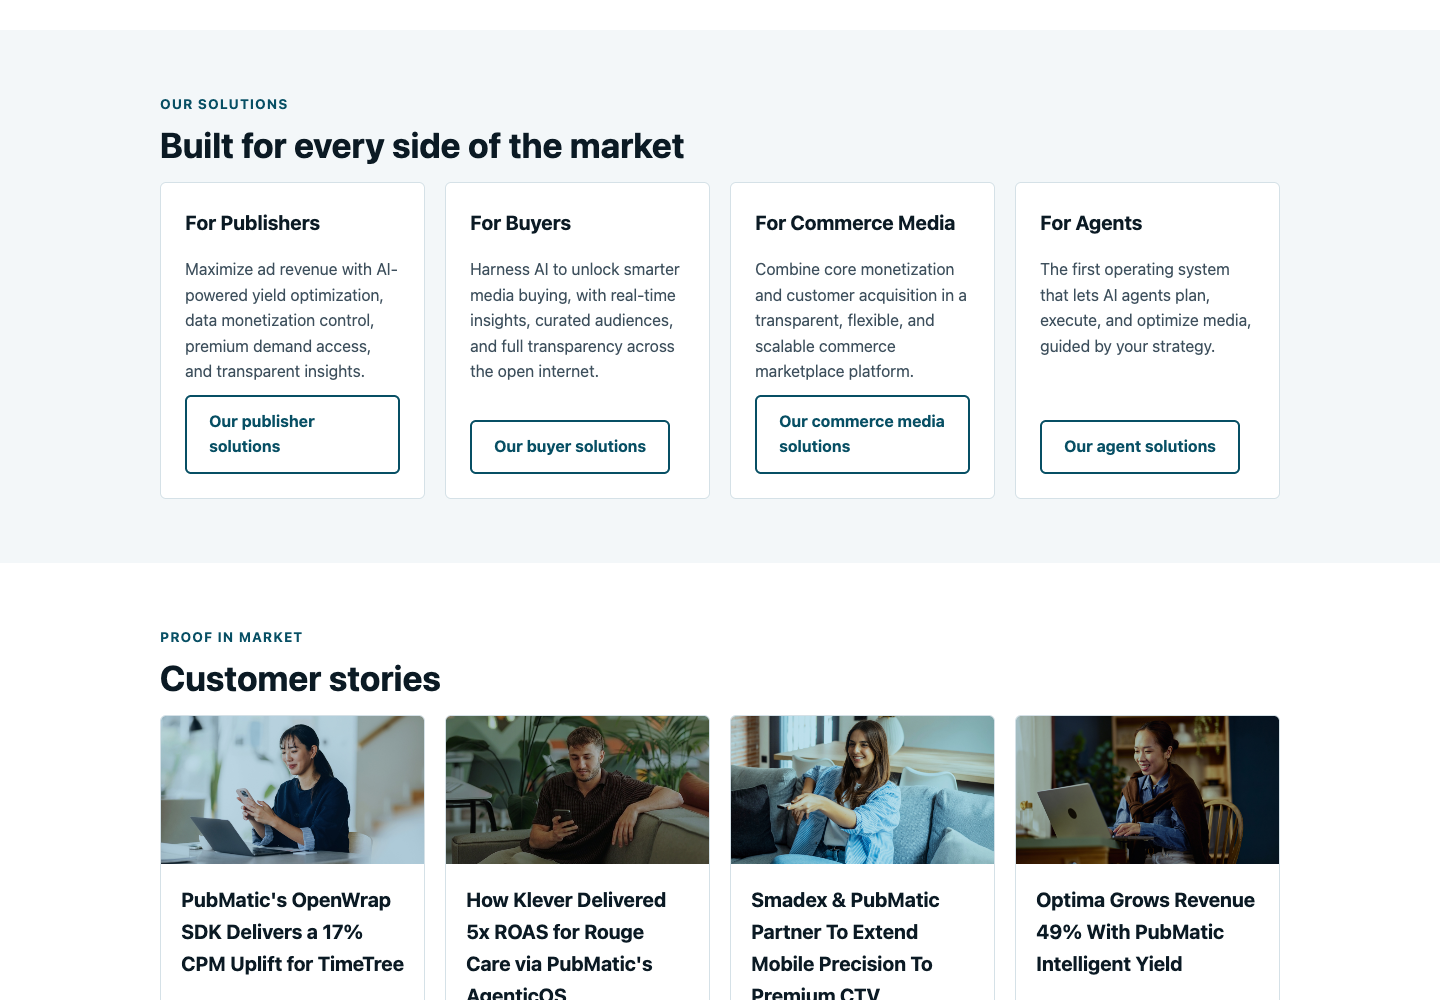 OUR SOLUTIONS
Built for every side of the market
For Publishers
Maximize ad revenue with AI-
powered yield optimization,
data monetization control,
premium demand access,
and transparent insights.
Our publisher
solutions
For Buyers
Harness AI to unlock smarter
media buying, with real-time
insights, curated audiences,
and full transparency across
the open internet.
Our buyer solutions
For Commerce Media
Combine core monetization
and customer acquisition in a
transparent, flexible, and
scalable commerce
marketplace platform.
Our commerce media
solutions
For Agents
The first operating system
that lets AI agents plan,
execute, and optimize media,
guided by your strategy.
Our agent solutions
PROOF IN MARKET
Customer stories
PubMatic's OpenWrap
SDK Delivers a 17%
CPM Uplift for TimeTree
How Klever Delivered
5x ROAS for Rouge
Care via PubMatic's
AgenticOS
Smadex & PubMatic
Partner To Extend
Mobile Precision To
Premium CTV
Optima Grows Revenue
49% With PubMatic
Intelligent Yield